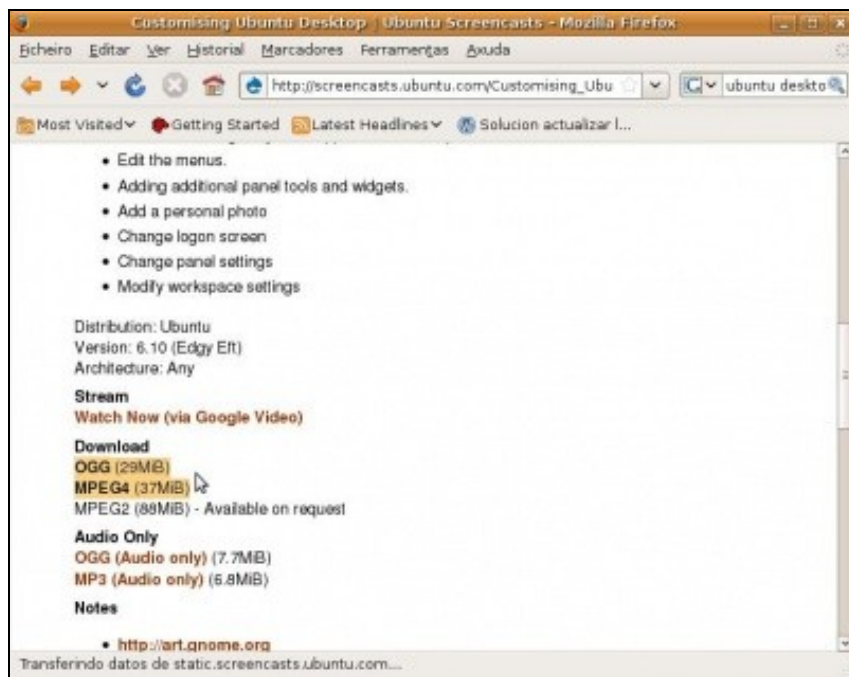 Customising Ubuntu Desktop | Ubuntu Screencasts - Mozilla Firefox
Ficheiro Editar Ver Historial Marcadores Ferramentas Axuda
http://screencasts.ubuntu.com/Customising_Ubu ubuntu deskto
Most Visited Getting Started Latest Headlines Solucion actualizar l...
• Edit the menus.
• Adding additional panel tools and widgets.
• Add a personal photo
• Change logon screen
• Change panel settings
• Modify workspace settings
Distribution: Ubuntu
Version: 6.10 (Edgy Eft)
Architecture: Any
Stream
Watch Now (via Google Video)
Download
OGG (29MiB)
MPEG4 (37MiB)
MPEG2 (88MiB) - Available on request
Audio Only
OGG (Audio only) (7.7MiB)
MP3 (Audio only) (6.8MiB)
Notes
• http://art.gnome.org
Transferindo datos de static.screencasts.ubuntu.com...